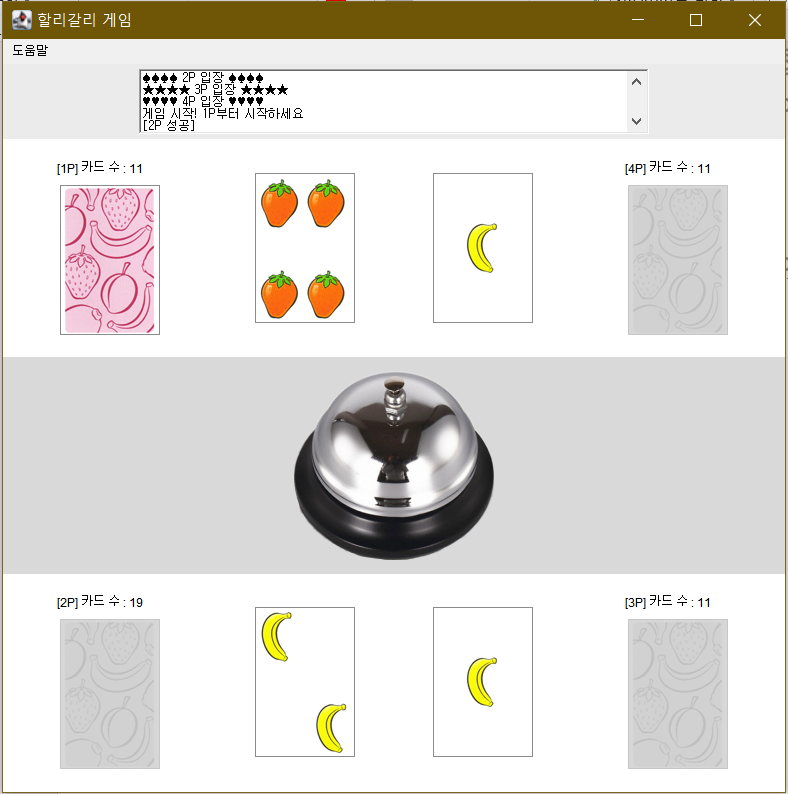 할리갈리 게임
도움말
♠♠♠♠ 2P 입장 ♠♠♠♠
★★★★ 3P 입장 ★★★★
♥♥♥♥ 4P 입장 ♥♥♥♥
게임 시작! 1P부터 시작하세요
[2P 성공]
[1P] 카드 수 : 11
[4P] 카드 수 : 11
[2P] 카드 수 : 19
[3P] 카드 수 : 11